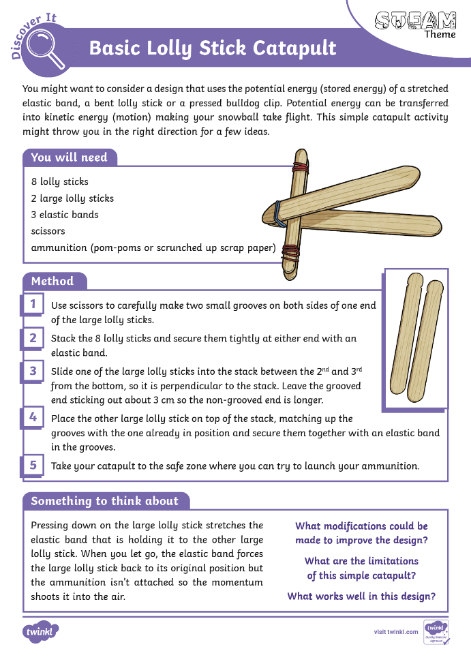 Discover It
STEAM
Theme
Basic Lolly Stick Catapult
You might want to consider a design that uses the potential energy (stored energy) of a stretched
elastic band, a bent lolly stick or a pressed bulldog clip. Potential energy can be transferred
into kinetic energy (motion) making your snowball take flight. This simple catapult activity
might throw you in the right direction for a few ideas.
You will need
8 lolly sticks
2 large lolly sticks
3 elastic bands
scissors
ammunition (pom-poms or scrunched up scrap paper)
Method
1 Use scissors to carefully make two small grooves on both sides of one end
of the large lolly sticks.
2 Stack the 8 lolly sticks and secure them tightly at either end with an
elastic band.
3 Slide one of the large lolly sticks into the stack between the 2nd and 3rd
from the bottom, so it is perpendicular to the stack. Leave the grooved
end sticking out about 3 cm so the non-grooved end is longer.
4 Place the other large lolly stick on top of the stack, matching up the
grooves with the one already in position and secure them together with an elastic band
in the grooves.
5 Take your catapult to the safe zone where you can try to launch your ammunition.
Something to think about
Pressing down on the large lolly stick stretches the
elastic band that is holding it to the other large
lolly stick. When you let go, the elastic band forces
the large lolly stick back to its original position but
the ammunition isn't attached so the momentum
shoots it into the air.
What modifications could be
made to improve the design?
What are the limitations
of this simple catapult?
What works well in this design?
twinkl
visit twinkl.com
twinkl